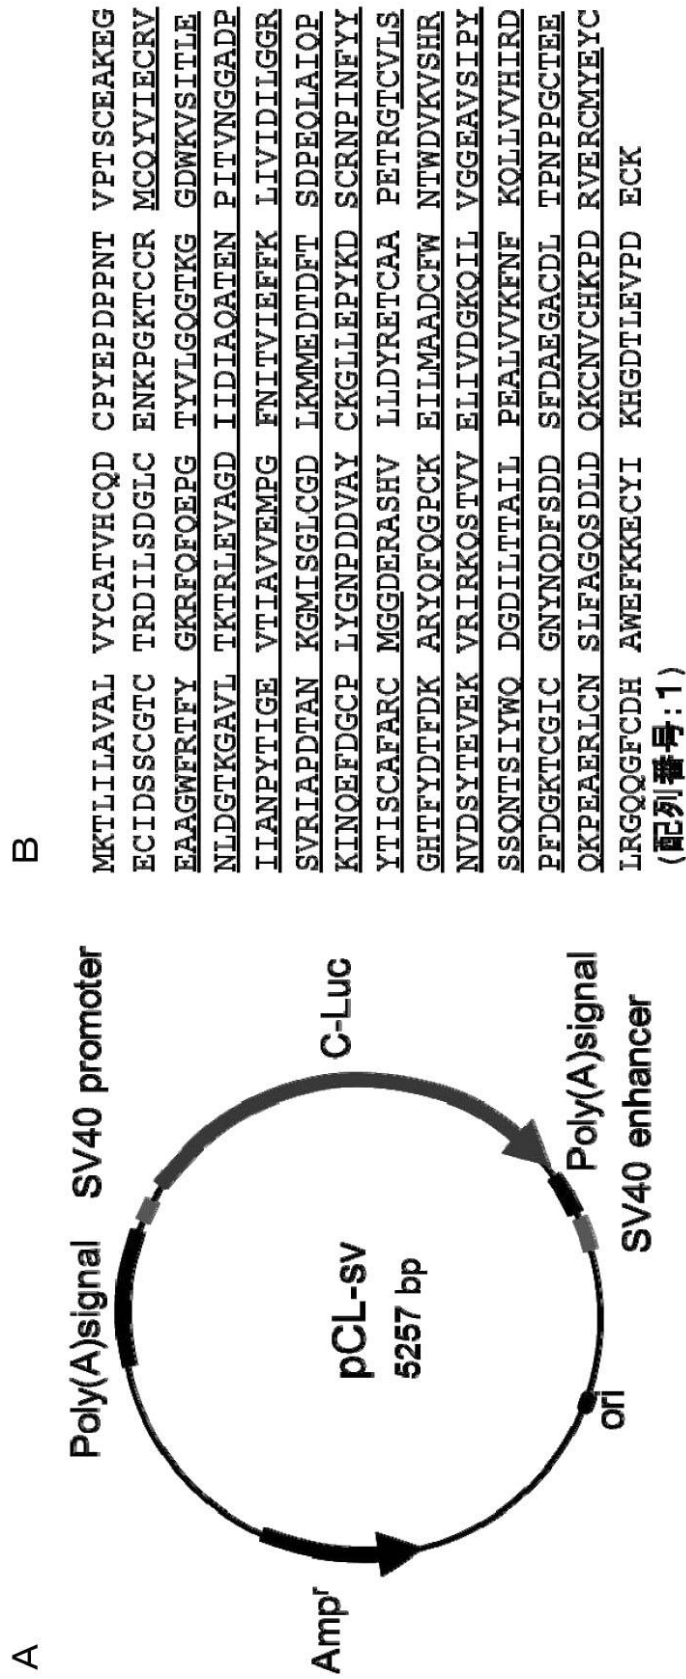 A
Poly(A)signal
SV40 promoter
C-Luc
pCL-sv
5257 bp
Ampr
ori
Poly(A)signal
SV40 enhancer
B
MKTLILAVAL VYCATVHCQD CPYEPDPPNT VPTSCEAKEG
ECIDSSCGTC TRDILSDGLC ENKPGKTCCR MCQYVIECRV
EAAGWFRTFY GKRFQFQEPG TYVLGQGTKG GDWKVSITLE
NLDGTKGAVL TKTRLEVAGD IIDIAQATEN PITVNGGADP
IIANPYTIGE VTIAVVEMPG FNITVIEFFK LIVIDILGGR
SVRIAPDTAN KGMISGLCGD LKMMEDTDFT SDPEQLAIQP
KINQEFDGCP LYGNPDDVAY CKGLLEPYKD SCRNPINFYY
YTISCAFARC MGGDERASHV LLDYRETCAA PETRGTCVLS
GHTFYDTFDK ARYQFQGPCK EILMAADCFW NTWDVKVSHR
NVDSYTEVEK VRIRKQSTVV ELIVDGKQIL VGGEAVSIPY
SSQNTSIYWQ DGDILTTAIL PEALVVKFNF KQLLVVHIRD
PFDGKTCGIC GNYNQDFSDD SFDAEGACDL TPNPPGCTEE
QKPEAERLCN SLFAGQSDLD QKCNVCHKPD RVERCMYEYC
LRGQQGFCDH AWEFKKECYI KHGDTLEVPD ECK
(配列番号:1)